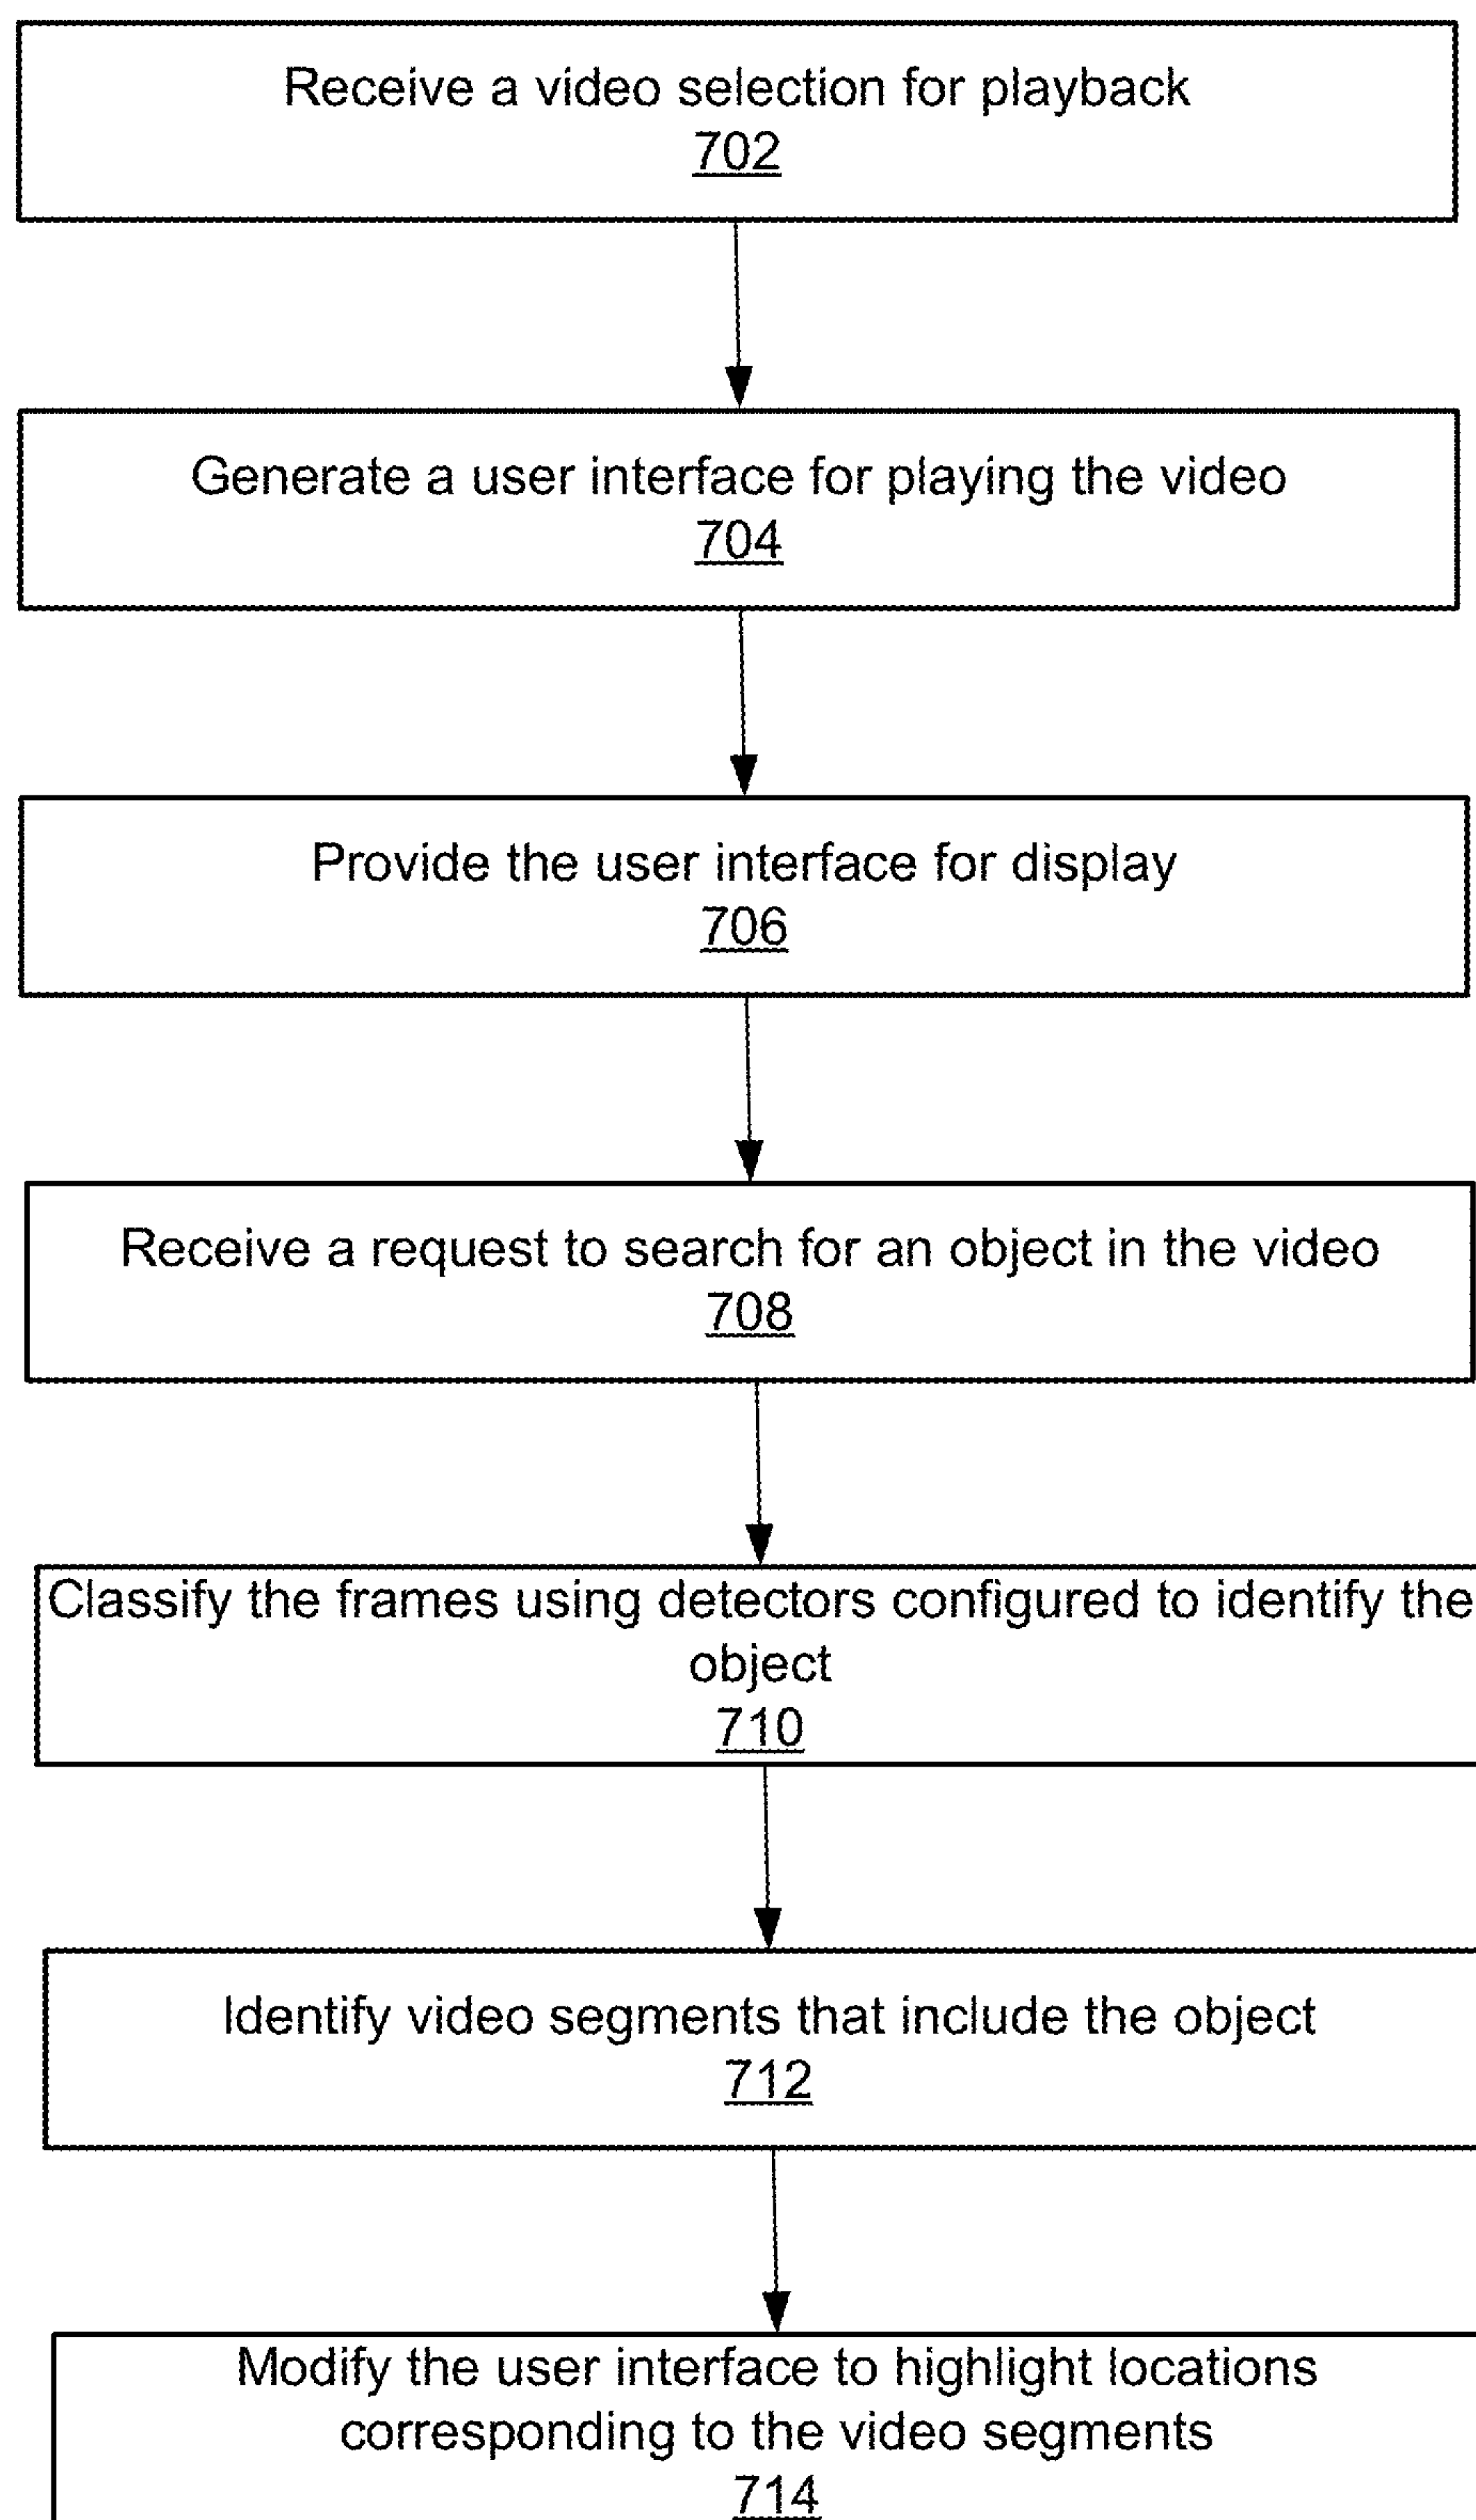 Receive a video selection for playback
702
Generate a user interface for playing the video
704
Provide the user interface for display
706
Receive a request to search for an object in the video
708
Classify the frames using detectors configured to identify the
object
710
Identify video segments that include the object
712
Modify the user interface to highlight locations
corresponding to the video segments
714